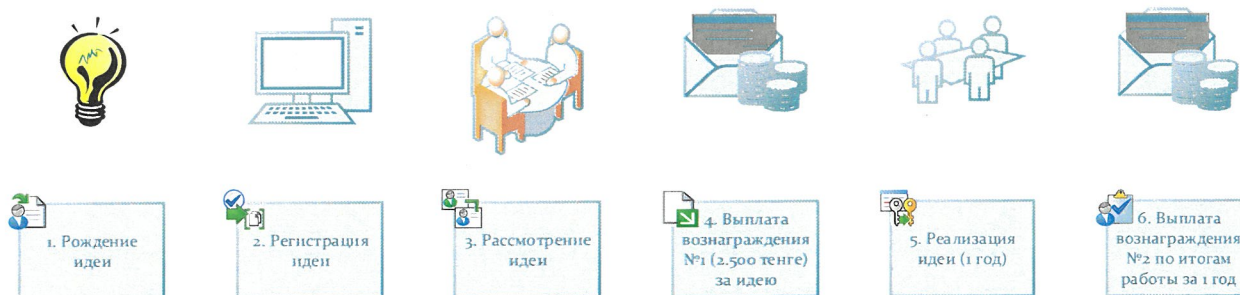 1. Рождение
идеи
2. Регистрация
идеи
3. Рассмотрение
идеи
4. Выплата
вознаграждения
№1 (2.500 тенге)
за идею
5. Реализация
идеи (1 год)
6. Выплата
вознаграждения
№2 по итогам
работы за 1 год